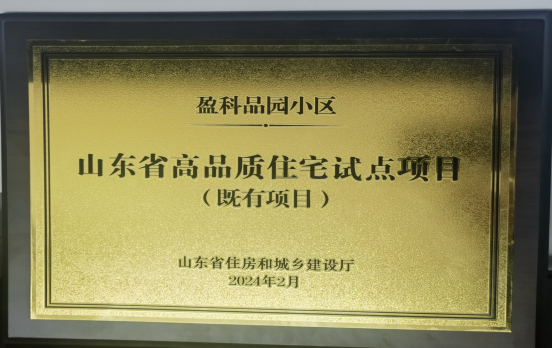 盈科品园小区
山东省高品质住宅试点项目
（既有项目）
山东省住房和城乡建设厅
2024年2月